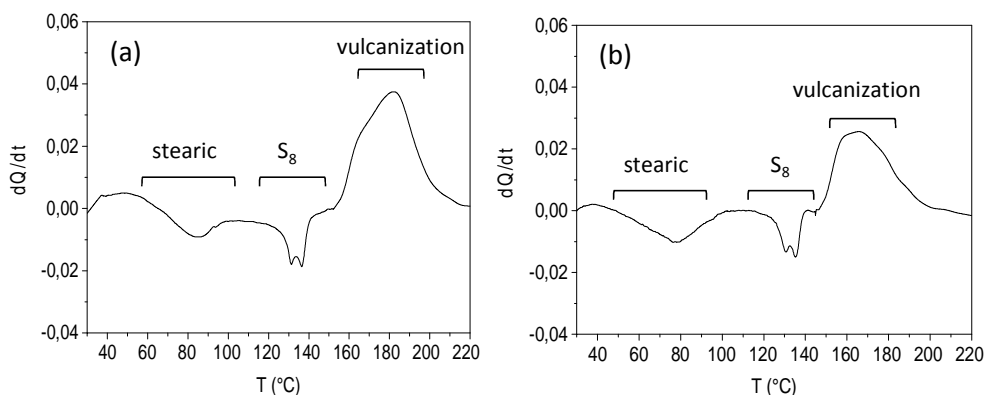 0,06
(a)
vulcanization
0,04
0,02
stearic
S₈
0,00
-0,02
-0,04
dQ/dt
40 60 80 100 120 140 160 180 200 220
T (°C)
0,06
(b)
vulcanization
0,04
0,02
stearic
S₈
0,00
-0,02
-0,04
dQ/dt
40 60 80 100 120 140 160 180 200 220
T (°C)